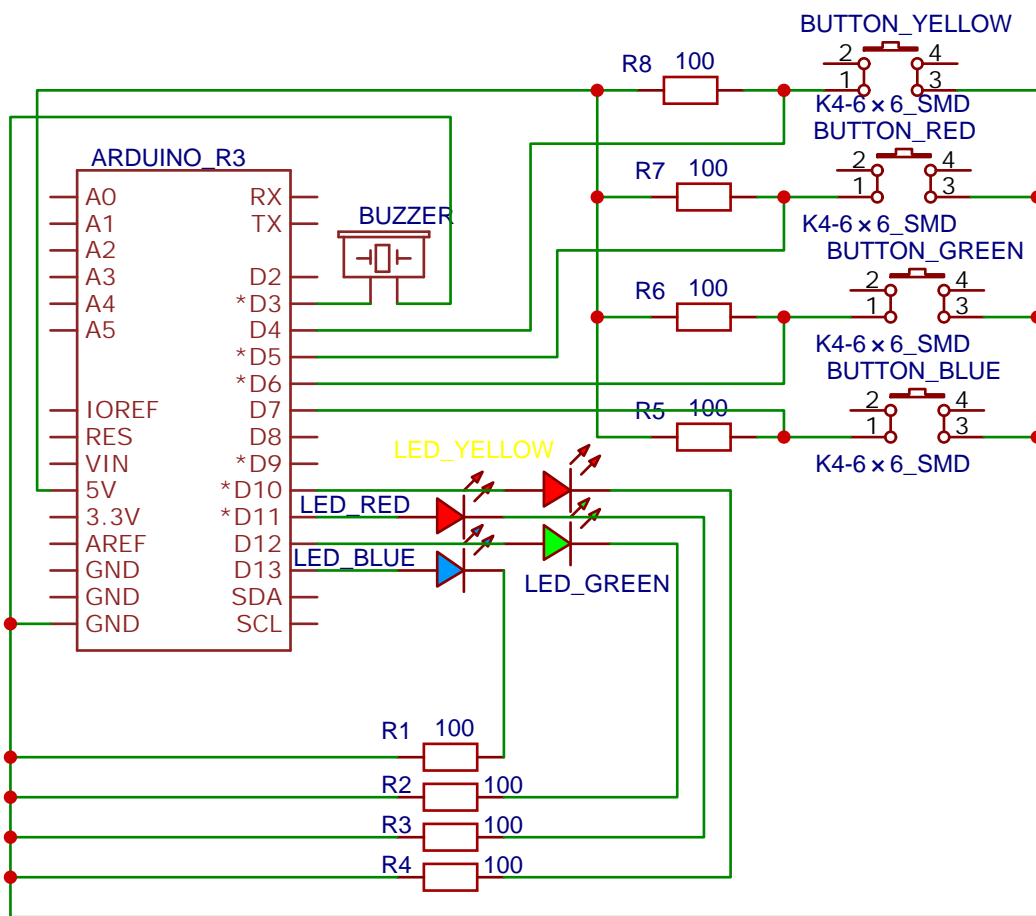 BUTTON_YELLOW
R8 100
2 4
1 3
K4-6×6_SMD
BUTTON_RED
ARDUINO_R3
R7 100
2 4
1 3
A0 RX
A1 TX
BUZZER
K4-6×6_SMD
A2
BUTTON_GREEN
A3 D2
R6 100
2 4
A4 *D3
1 3
A5 D4
K4-6×6_SMD
*D5
BUTTON_BLUE
*D6
IOREF D7
R5 100
2 4
RES D8
1 3
LED_YELLOW
VIN *D9
K4-6×6_SMD
5V *D10
LED_RED
3.3V *D11
AREF D12
LED_BLUE
GND D13
LED_GREEN
GND SDA
GND SCL
R1 100
R2 100
R3 100
R4 100